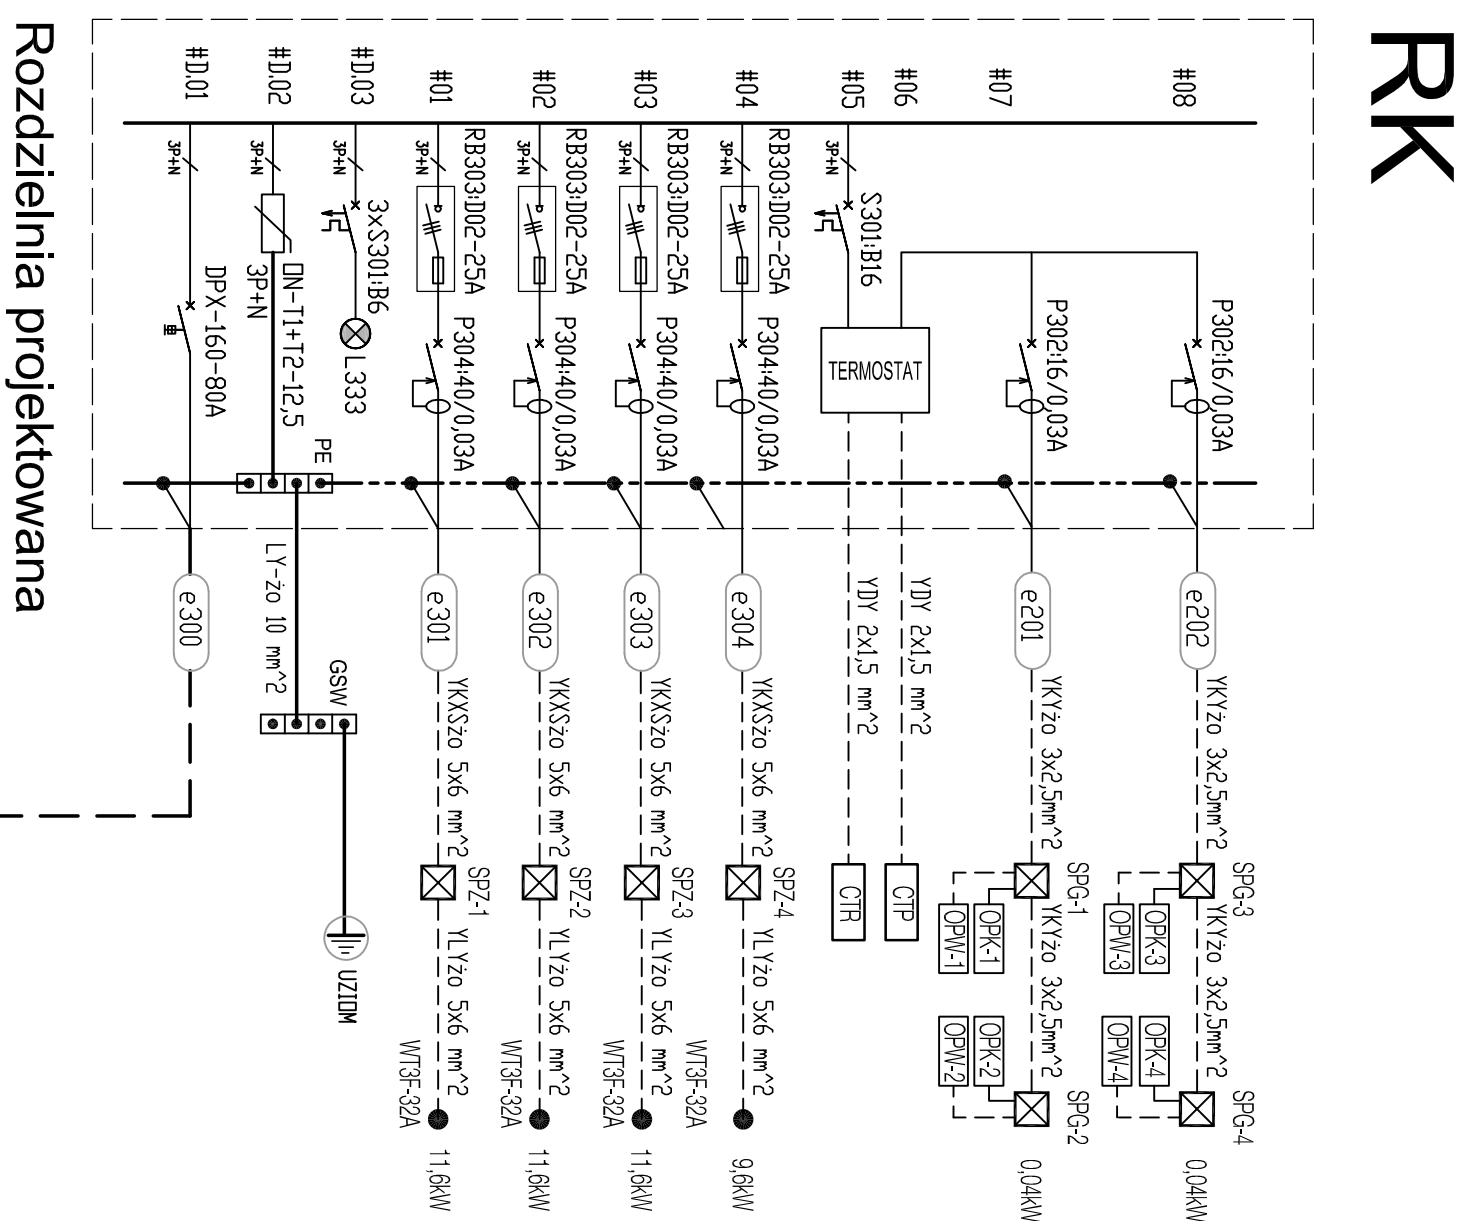 RK
Rozdzielnia projektowana
#D.01
3P+N
DPX-160-80A
e300
#D.02
3P+N
ON-T1+T2-12,5
3P+N
PE
LY-żo 10 mm^2
GSW
UZIOM
#D.03
3P+N
3xS301:B6
L333
#01
3P+N
RB303:D02-25A
P304:40/0,03A
e301
YKXSżo 5x6 mm^2
SPZ-1
YLYżo 5x6 mm^2
WT3F-32A
11,6kW
#02
3P+N
RB303:D02-25A
P304:40/0,03A
e302
YKXSżo 5x6 mm^2
SPZ-2
YLYżo 5x6 mm^2
WT3F-32A
11,6kW
#03
3P+N
RB303:D02-25A
P304:40/0,03A
e303
YKXSżo 5x6 mm^2
SPZ-3
YLYżo 5x6 mm^2
WT3F-32A
11,6kW
#04
3P+N
RB303:D02-25A
P304:40/0,03A
e304
YKXSżo 5x6 mm^2
SPZ-4
YLYżo 5x6 mm^2
WT3F-32A
9,6kW
#05
3P+N
S301:B16
TERMOSTAT
YDY 2x1,5 mm^2
CTR
#06
YDY 2x1,5 mm^2
CTP
#07
P302:16/0,03A
e201
YKYżo 3x2,5mm^2
SPG-1
OPK-1
OPW-1
YKYżo 3x2,5mm^2
OPK-2
OPW-2
SPG-2
0,04kW
#08
P302:16/0,03A
e202
YKYżo 3x2,5mm^2
SPG-3
OPK-3
OPW-3
YKYżo 3x2,5mm^2
OPK-4
OPW-4
SPG-4
0,04kW